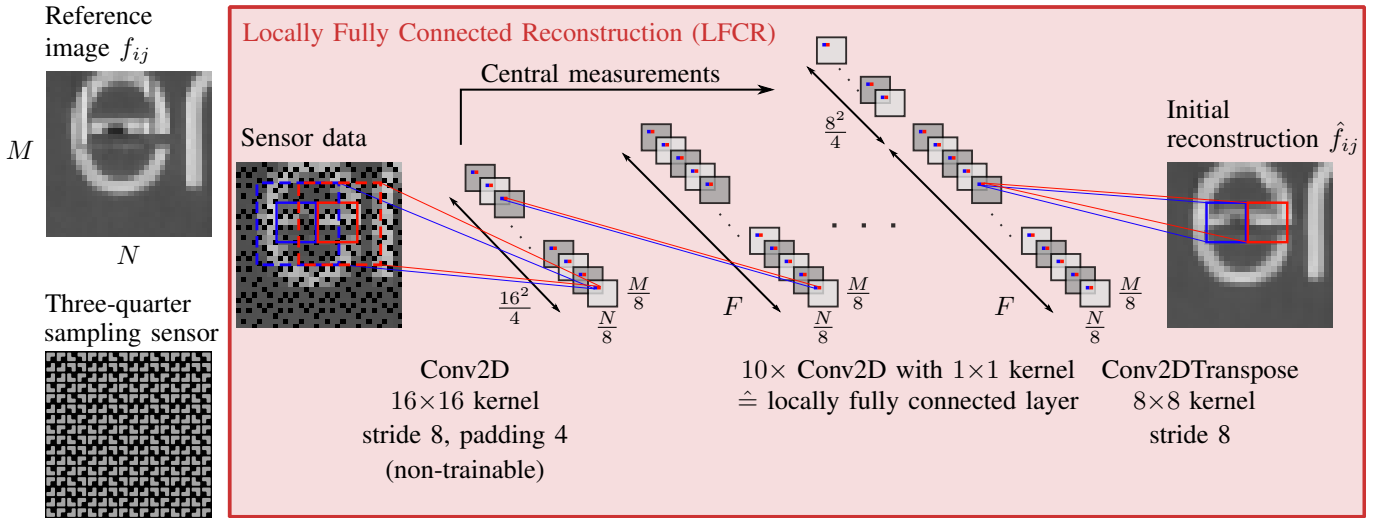 Reference
image f_{ij}
M
N
Three-quarter
sampling sensor
Locally Fully Connected Reconstruction (LFCR)
Central measurements
Sensor data
\frac{16^2}{4}
\frac{N}{8}
\frac{M}{8}
F
\frac{N}{8}
\frac{M}{8}
\frac{8^2}{4}
F
\frac{N}{8}
\frac{M}{8}
Initial
reconstruction \hat{f}_{ij}
Conv2D
16×16 kernel
stride 8, padding 4
(non-trainable)
10× Conv2D with 1×1 kernel
≙ locally fully connected layer
Conv2DTranspose
8×8 kernel
stride 8